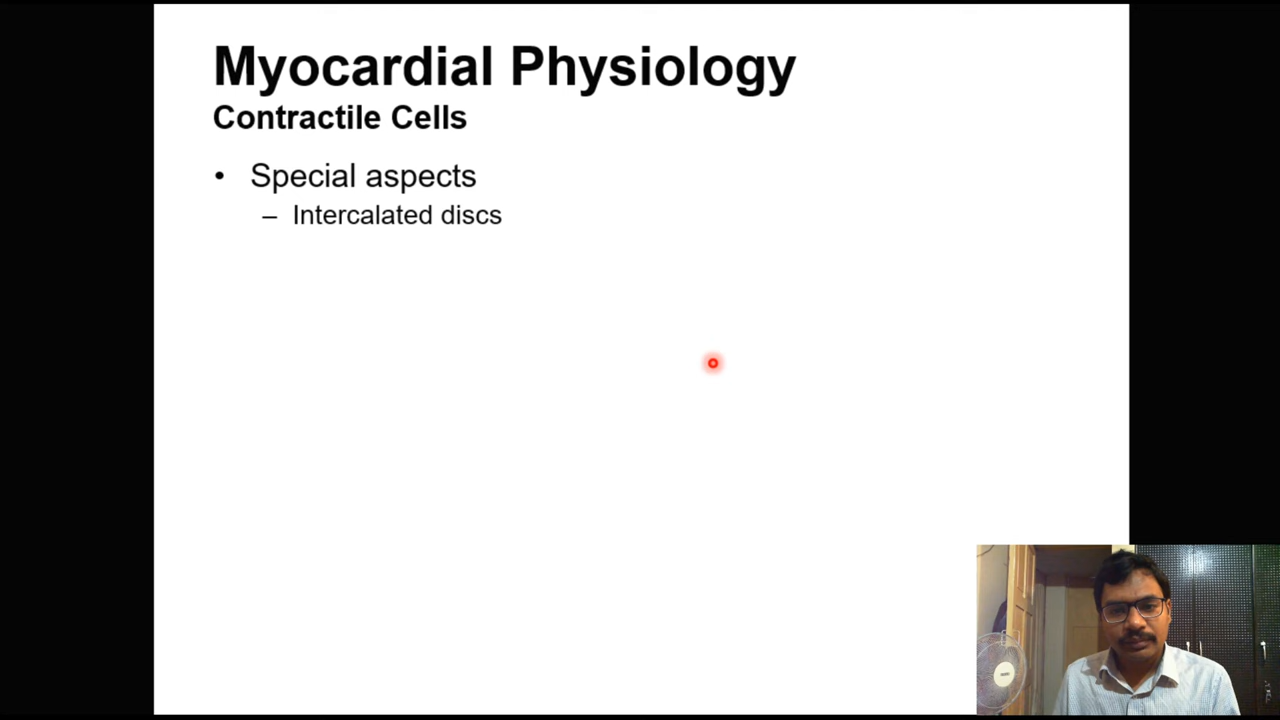 Myocardial Physiology
Contractile Cells
• Special aspects
– Intercalated discs